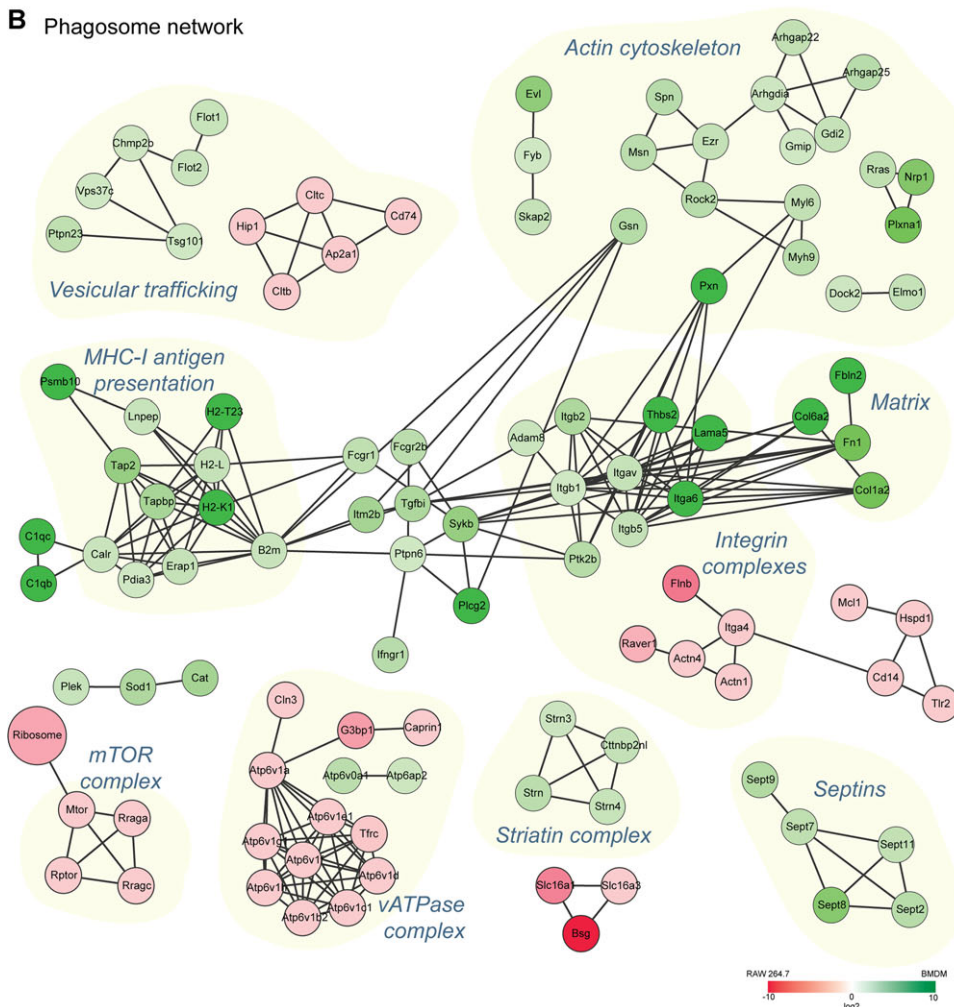 B Phagosome network
Actin cytoskeleton
Arhgap22
Arhgap25
Evl
Spn
Arhgdia
Flot1
Chmp2b
Flot2
Fyb
Msn
Ezr
Gmip
Gdi2
Rras
Nrp1
Vps37c
Cltc
Cd74
Skap2
Rock2
Myl6
Plxna1
Ptpn23
Tsg101
Hip1
Ap2a1
Gsn
Myh9
Cltb
Vesicular trafficking
Pxn
Dock2
Elmo1
MHC-I antigen
presentation
Psmb10
Lnpep
H2-T23
Fbln2
Matrix
Itgb2
Thbs2
Col6a2
Adam8
Lama5
Fn1
Tap2
H2-L
Fcgr1
Fcgr2b
Itgav
Itgb1
Itga6
Col1a2
Tapbp
H2-K1
Itm2b
Tgfbi
Sykb
Itgb5
C1qc
Calr
Erap1
B2m
Ptpn6
Ptk2b
Integrin
complexes
C1qb
Pdia3
Plcg2
Flnb
Mcl1
Hspd1
Ifngr1
Raver1
Itga4
Actn4
Actn1
Cd14
Tlr2
Plek
Sod1
Cat
Cln3
G3bp1
Caprin1
Ribosome
mTOR
complex
Atp6v1a
Atp6v0a1
Atp6ap2
Strn3
Cttnbp2nl
Strn
Strn4
Striatin complex
Sept9
Septins
Sept7
Sept11
Sept8
Sept2
Mtor
Rraga
Rptor
Rragc
Atp6v1e1
Tfrc
Atp6v1g
Atp6v1
Atp6v1d
Atp6v1h
Atp6v1c1
Atp6v1b2
vATPase
complex
Slc16a1
Slc16a3
Bsg
RAW 264.7
BMDM
-10
0
10
log2